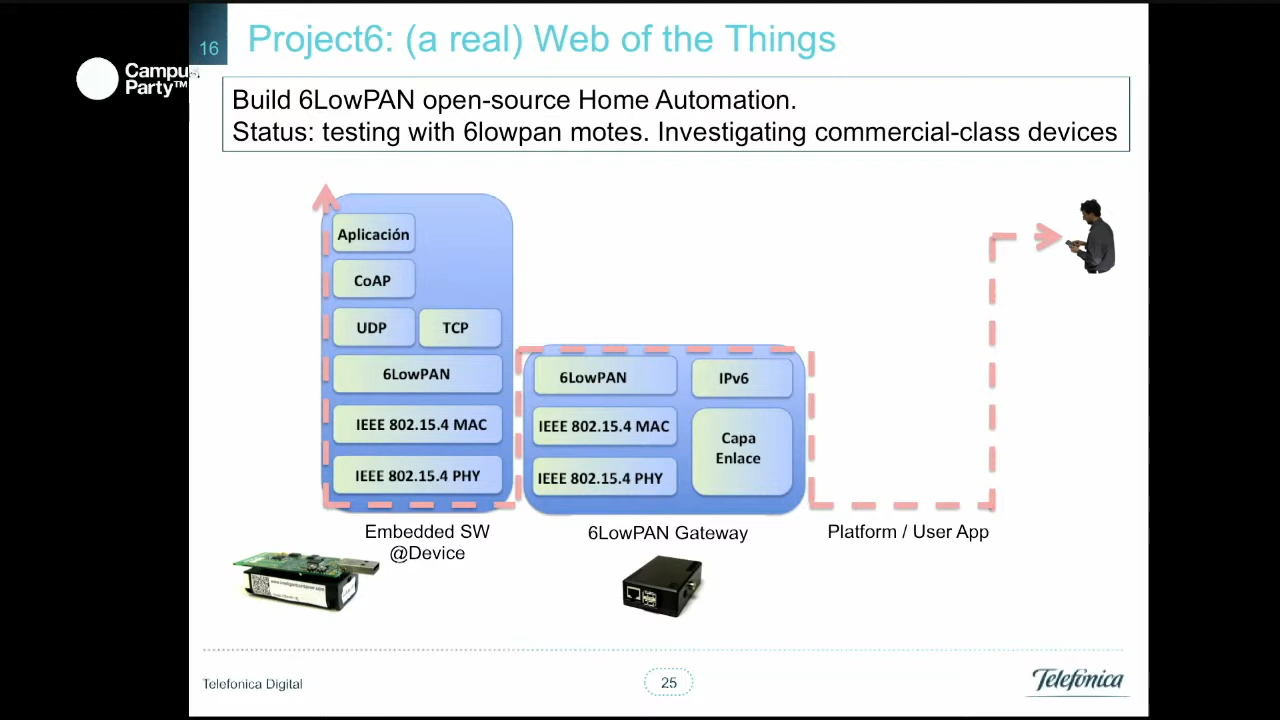 16
Project6: (a real) Web of the Things
Campus
Party™
Build 6LowPAN open-source Home Automation.
Status: testing with 6lowpan motes. Investigating commercial-class devices
Aplicación
CoAP
UDP
TCP
6LowPAN
IEEE 802.15.4 MAC
IEEE 802.15.4 PHY
6LowPAN
IEEE 802.15.4 MAC
IEEE 802.15.4 PHY
IPv6
Capa
Enlace
Embedded SW
@Device
6LowPAN Gateway
Platform / User App
Telefonica Digital
25
Telefónica